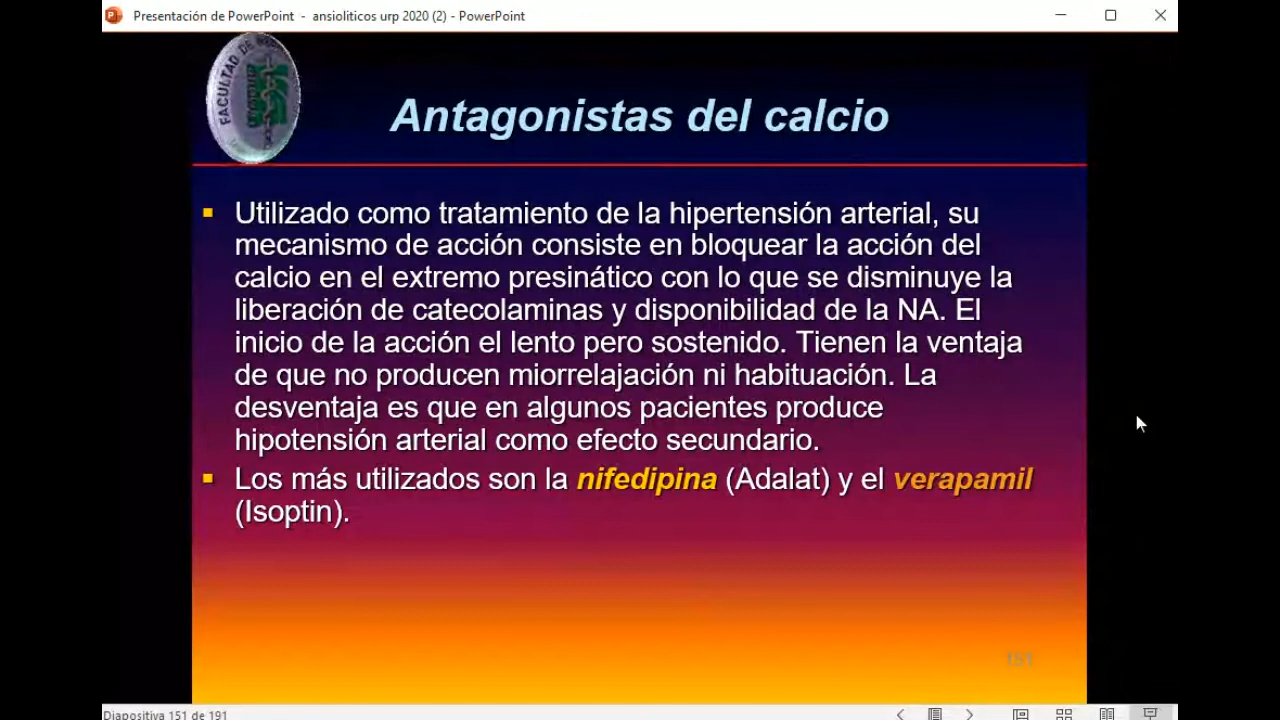 Presentación de PowerPoint - ansioliticos urp 2020 (2) - PowerPoint
FACULTAD DE
Antagonistas del calcio
Utilizado como tratamiento de la hipertensión arterial, su
mecanismo de acción consiste en bloquear la acción del
calcio en el extremo presinático con lo que se disminuye la
liberación de catecolaminas y disponibilidad de la NA. El
inicio de la acción el lento pero sostenido. Tienen la ventaja
de que no producen miorrelajación ni habituación. La
desventaja es que en algunos pacientes produce
hipotensión arterial como efecto secundario.
Los más utilizados son la nifedipina (Adalat) y el verapamil
(Isoptin).
151
Diapositiva 151 de 191